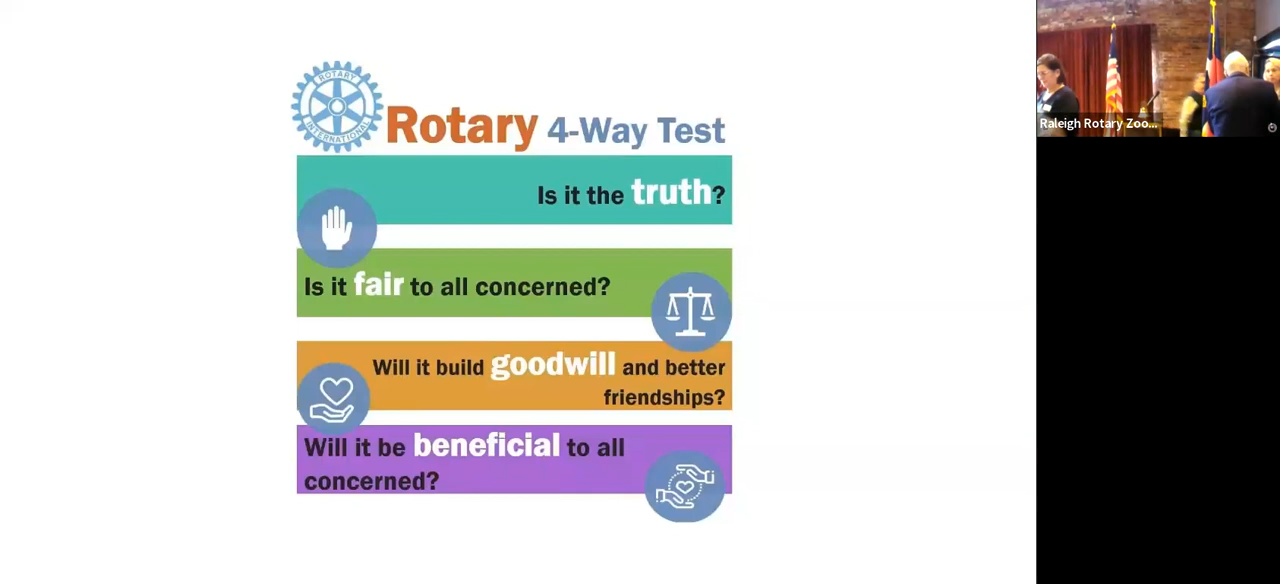 ROTARY
INTERNATIONAL
Rotary 4-Way Test
Is it the truth?
Is it fair to all concerned?
Will it build goodwill and better
friendships?
Will it be beneficial to all
concerned?
Raleigh Rotary Zoo...